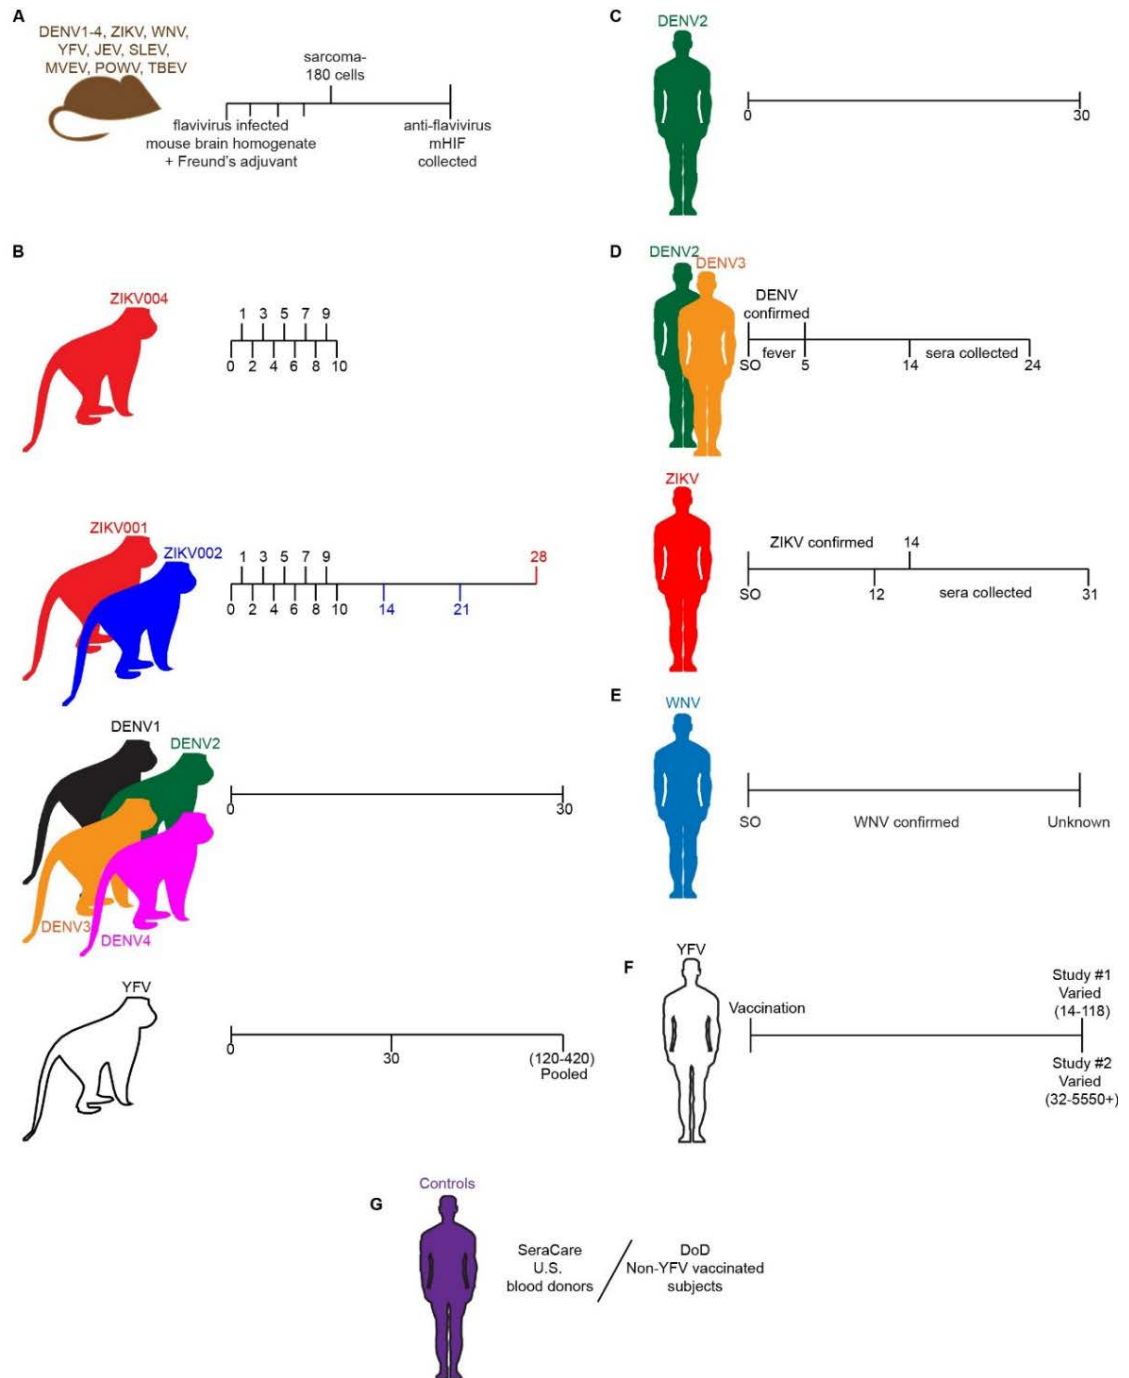 A
DENV1-4, ZIKV, WNV,
YFV, JEV, SLEV,
MVEV, POWV, TBEV
sarcoma-
180 cells
flavivirus infected
mouse brain homogenate
+ Freund's adjuvant
anti-flavivirus
mHIF
collected
B
ZIKV004
1 3 5 7 9
0 2 4 6 8 10
ZIKV001
ZIKV002
1 3 5 7 9
28
0 2 4 6 8 10 14 21
DENV1
DENV2
DENV3
DENV4
0 30
YFV
0 30 (120-420)
Pooled
C
DENV2
0 30
D
DENV2
DENV3
DENV
confirmed
fever
sera collected
SO 5 14 24
ZIKV
ZIKV confirmed
14
SO 12 sera collected 31
E
WNV
SO WNV confirmed Unknown
F
YFV
Vaccination
Study #1
Varied
(14-118)
Study #2
Varied
(32-5550+)
G
Controls
SeraCare
U.S.
blood donors
DoD
Non-YFV vaccinated
subjects